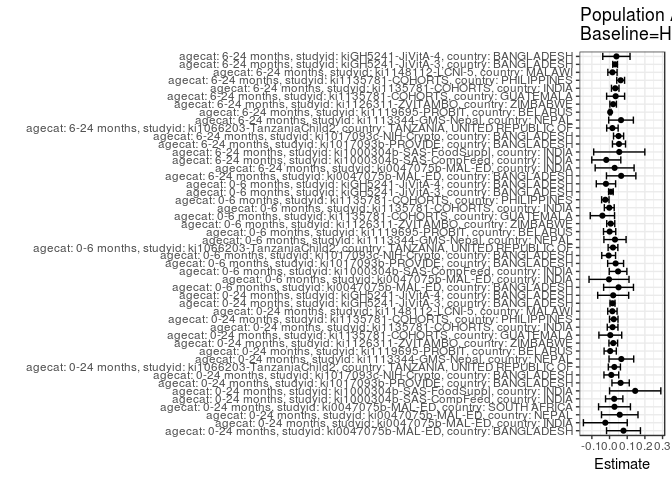 Population A
Baseline=H
agecat: 6-24 months, studyid: kiGH5241-JiVitA-4, country: BANGLADESH
agecat: 6-24 months, studyid: kiGH5241-JiVitA-3, country: BANGLADESH
agecat: 6-24 months, studyid: ki1148112-LCNI-5, country: MALAWI
agecat: 6-24 months, studyid: ki1135781-COHORTS, country: PHILIPPINES
agecat: 6-24 months, studyid: ki1135781-COHORTS, country: INDIA
agecat: 6-24 months, studyid: ki1135781-COHORTS, country: GUATEMALA
agecat: 6-24 months, studyid: ki1126311-ZVITAMBO, country: ZIMBABWE
agecat: 6-24 months, studyid: ki1119695-PROBIT, country: BELARUS
agecat: 6-24 months, studyid: ki1113344-GMS-Nepal, country: NEPAL
agecat: 6-24 months, studyid: ki1066203-TanzaniaChild2, country: TANZANIA, UNITED REPUBLIC OF
agecat: 6-24 months, studyid: ki1017093c-NIH-Crypto, country: BANGLADESH
agecat: 6-24 months, studyid: ki1017093b-PROVIDE, country: BANGLADESH
agecat: 6-24 months, studyid: ki1000304b-SAS-FoodSuppl, country: INDIA
agecat: 6-24 months, studyid: ki1000304b-SAS-CompFeed, country: INDIA
agecat: 6-24 months, studyid: ki0047075b-MAL-ED, country: INDIA
agecat: 6-24 months, studyid: ki0047075b-MAL-ED, country: BANGLADESH
agecat: 0-6 months, studyid: kiGH5241-JiVitA-4, country: BANGLADESH
agecat: 0-6 months, studyid: kiGH5241-JiVitA-3, country: BANGLADESH
agecat: 0-6 months, studyid: ki1135781-COHORTS, country: PHILIPPINES
agecat: 0-6 months, studyid: ki1135781-COHORTS, country: INDIA
agecat: 0-6 months, studyid: ki1135781-COHORTS, country: GUATEMALA
agecat: 0-6 months, studyid: ki1126311-ZVITAMBO, country: ZIMBABWE
agecat: 0-6 months, studyid: ki1119695-PROBIT, country: BELARUS
agecat: 0-6 months, studyid: ki1113344-GMS-Nepal, country: NEPAL
agecat: 0-6 months, studyid: ki1066203-TanzaniaChild2, country: TANZANIA, UNITED REPUBLIC OF
agecat: 0-6 months, studyid: ki1017093c-NIH-Crypto, country: BANGLADESH
agecat: 0-6 months, studyid: ki1017093b-PROVIDE, country: BANGLADESH
agecat: 0-6 months, studyid: ki1000304b-SAS-CompFeed, country: INDIA
agecat: 0-6 months, studyid: ki0047075b-MAL-ED, country: INDIA
agecat: 0-6 months, studyid: ki0047075b-MAL-ED, country: BANGLADESH
agecat: 0-24 months, studyid: kiGH5241-JiVitA-4, country: BANGLADESH
agecat: 0-24 months, studyid: kiGH5241-JiVitA-3, country: BANGLADESH
agecat: 0-24 months, studyid: ki1148112-LCNI-5, country: MALAWI
agecat: 0-24 months, studyid: ki1135781-COHORTS, country: PHILIPPINES
agecat: 0-24 months, studyid: ki1135781-COHORTS, country: INDIA
agecat: 0-24 months, studyid: ki1135781-COHORTS, country: GUATEMALA
agecat: 0-24 months, studyid: ki1126311-ZVITAMBO, country: ZIMBABWE
agecat: 0-24 months, studyid: ki1119695-PROBIT, country: BELARUS
agecat: 0-24 months, studyid: ki1113344-GMS-Nepal, country: NEPAL
agecat: 0-24 months, studyid: ki1066203-TanzaniaChild2, country: TANZANIA, UNITED REPUBLIC OF
agecat: 0-24 months, studyid: ki1017093c-NIH-Crypto, country: BANGLADESH
agecat: 0-24 months, studyid: ki1017093b-PROVIDE, country: BANGLADESH
agecat: 0-24 months, studyid: ki1000304b-SAS-FoodSuppl, country: INDIA
agecat: 0-24 months, studyid: ki1000304b-SAS-CompFeed, country: INDIA
agecat: 0-24 months, studyid: ki0047075b-MAL-ED, country: SOUTH AFRICA
agecat: 0-24 months, studyid: ki0047075b-MAL-ED, country: NEPAL
agecat: 0-24 months, studyid: ki0047075b-MAL-ED, country: INDIA
agecat: 0-24 months, studyid: ki0047075b-MAL-ED, country: BANGLADESH
-0.1 0.0 0.1 0.2 0.3
Estimate